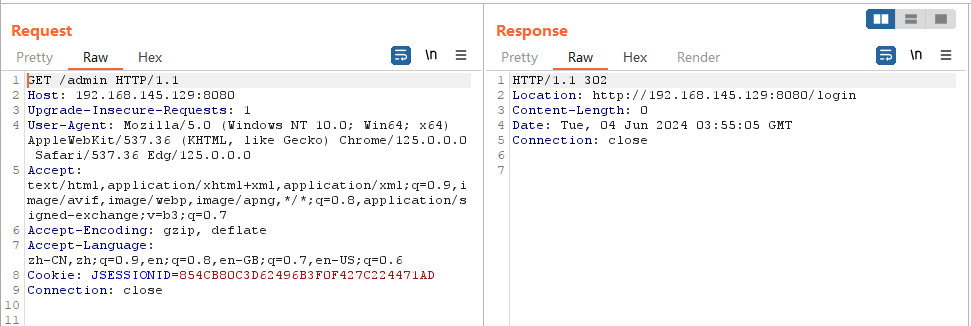 Request
Pretty Raw Hex \n
1 GET /admin HTTP/1.1
2 Host: 192.168.145.129:8080
3 Upgrade-Insecure-Requests: 1
4 User-Agent: Mozilla/5.0 (Windows NT 10.0; Win64; x64)
AppleWebKit/537.36 (KHTML, like Gecko) Chrome/125.0.0.0
Safari/537.36 Edg/125.0.0.0
5 Accept:
text/html,application/xhtml+xml,application/xml;q=0.9,im
age/avif,image/webp,image/apng,*/*;q=0.8,application/s
igned-exchange;v=b3;q=0.7
6 Accept-Encoding: gzip, deflate
7 Accept-Language:
zh-CN,zh;q=0.9,en;q=0.8,en-GB;q=0.7,en-US;q=0.6
8 Cookie: JSESSIONID=854CB80C3D62496B3F0F427C224471AD
9 Connection: close
10
11
Response
Pretty Raw Hex Render \n
1 HTTP/1.1 302
2 Location: http://192.168.145.129:8080/login
3 Content-Length: 0
4 Date: Tue, 04 Jun 2024 03:55:05 GMT
5 Connection: close
6
7